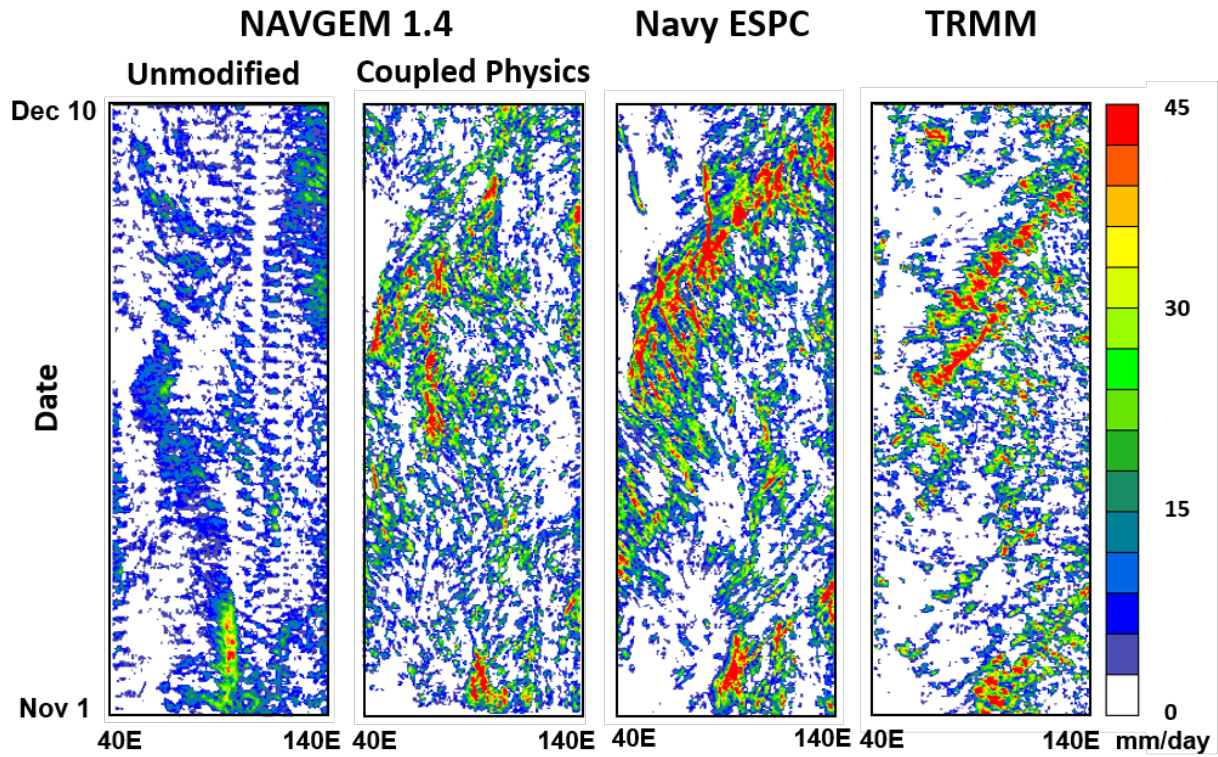 NAVGEM 1.4
Navy ESPC
TRMM
Unmodified
Coupled Physics
Dec 10
45
30
Date
15
Nov 1
0
40E
140E
40E
140E
40E
140E
40E
140E
mm/day